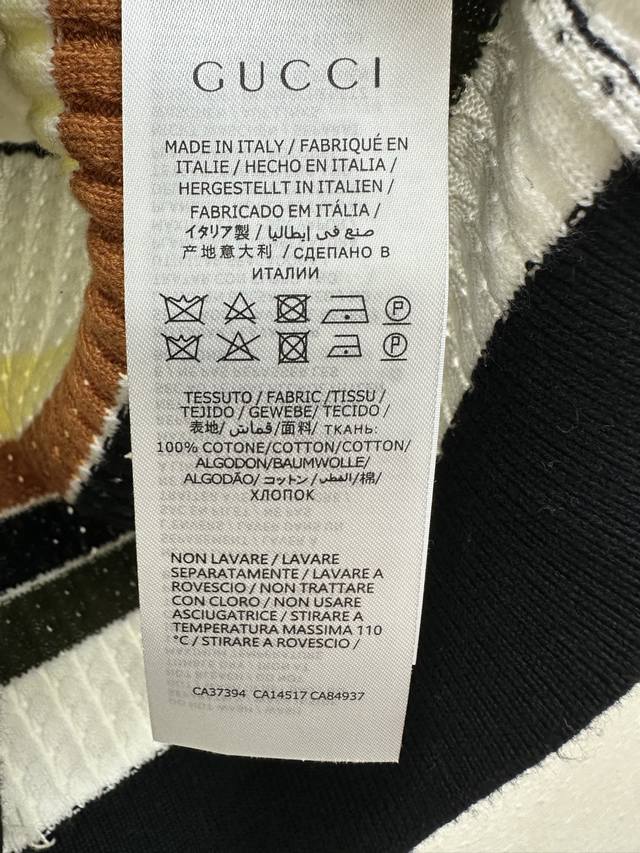 GUCCI
MADE IN ITALY / FABRIQUÉ EN
ITALIE / HECHO EN ITALIA /
HERGESTELLT IN ITALIEN /
FABRICADO EM ITÁLIA /
イタリア製 / صنع في إيطاليا /
产地意大利 / СДЕЛАНО В
ИТАЛИИ
P
P
TESSUTO / FABRIC /TISSU /
TEJIDO / GEWEBE/ TECIDO /
表地/ قماش /面料/ ткань:
100% COTONE/COTTON/COTTON/
ALGODON/BAUMWOLLE/
ALGODÃO/ コットン /القطن/棉/
ХЛОПОК
NON LAVARE / LAVARE
SEPARATAMENTE / LAVARE A
ROVESCIO / NON TRATTARE
CON CLORO / NON USARE
ASCIUGATRICE / STIRARE A
TEMPERATURA MASSIMA 110
°C / STIRARE A ROVESCIO /
CA37394 CA14517 CA84937